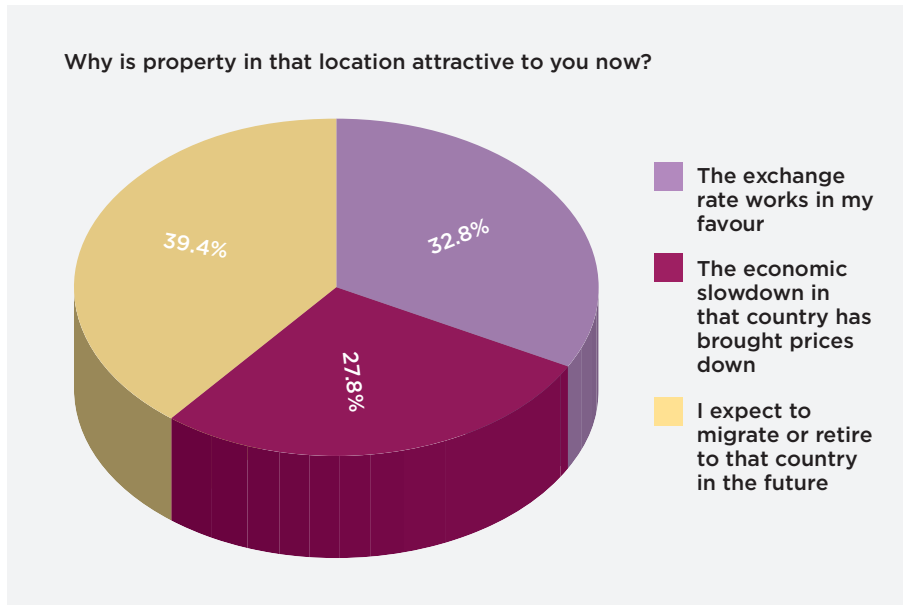 Why is property in that location attractive to you now?
39.4%
32.8%
27.8%
The exchange
rate works in my
favour
The economic
slowdown in
that country has
brought prices
down
I expect to
migrate or retire
to that country
in the future